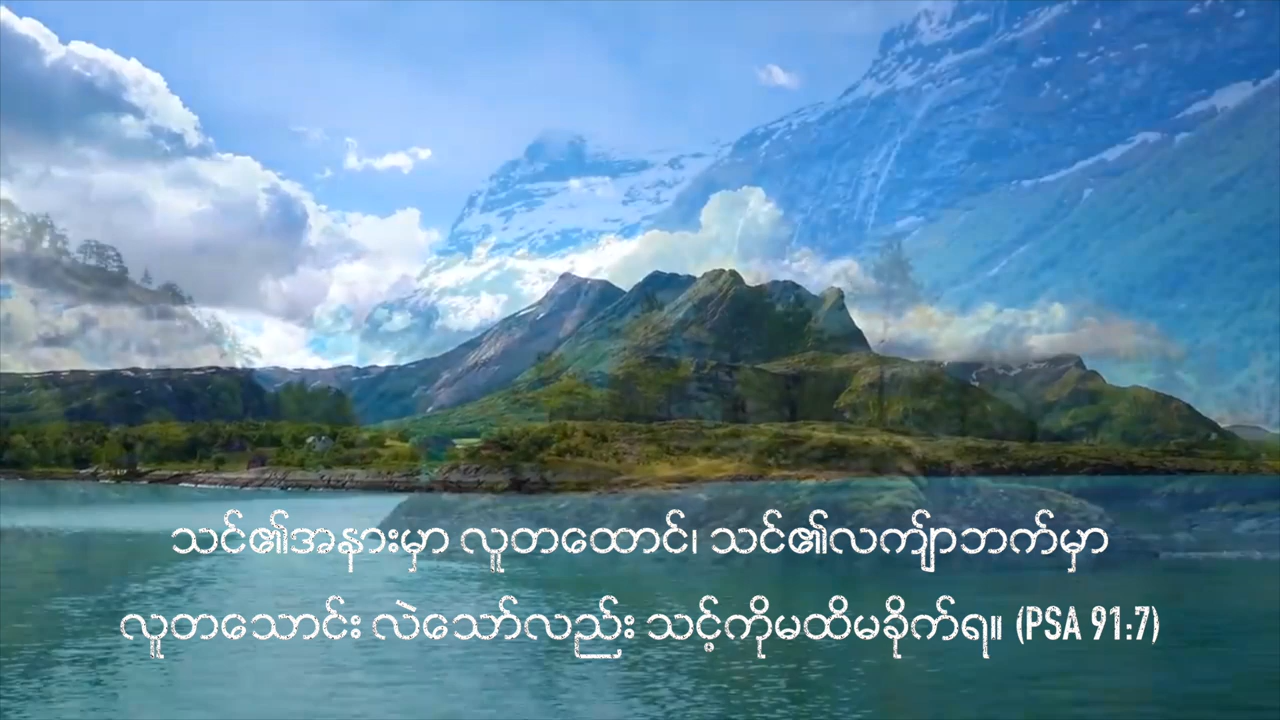 သင်၏အနားမှာ လူတထောင်၊ သင်၏လကျ်ာဘက်မှာ
လူတသောင်း လဲသော်လည်း သင့်ကိုမထိမခိုက်ရ။ (PSA 91:7)